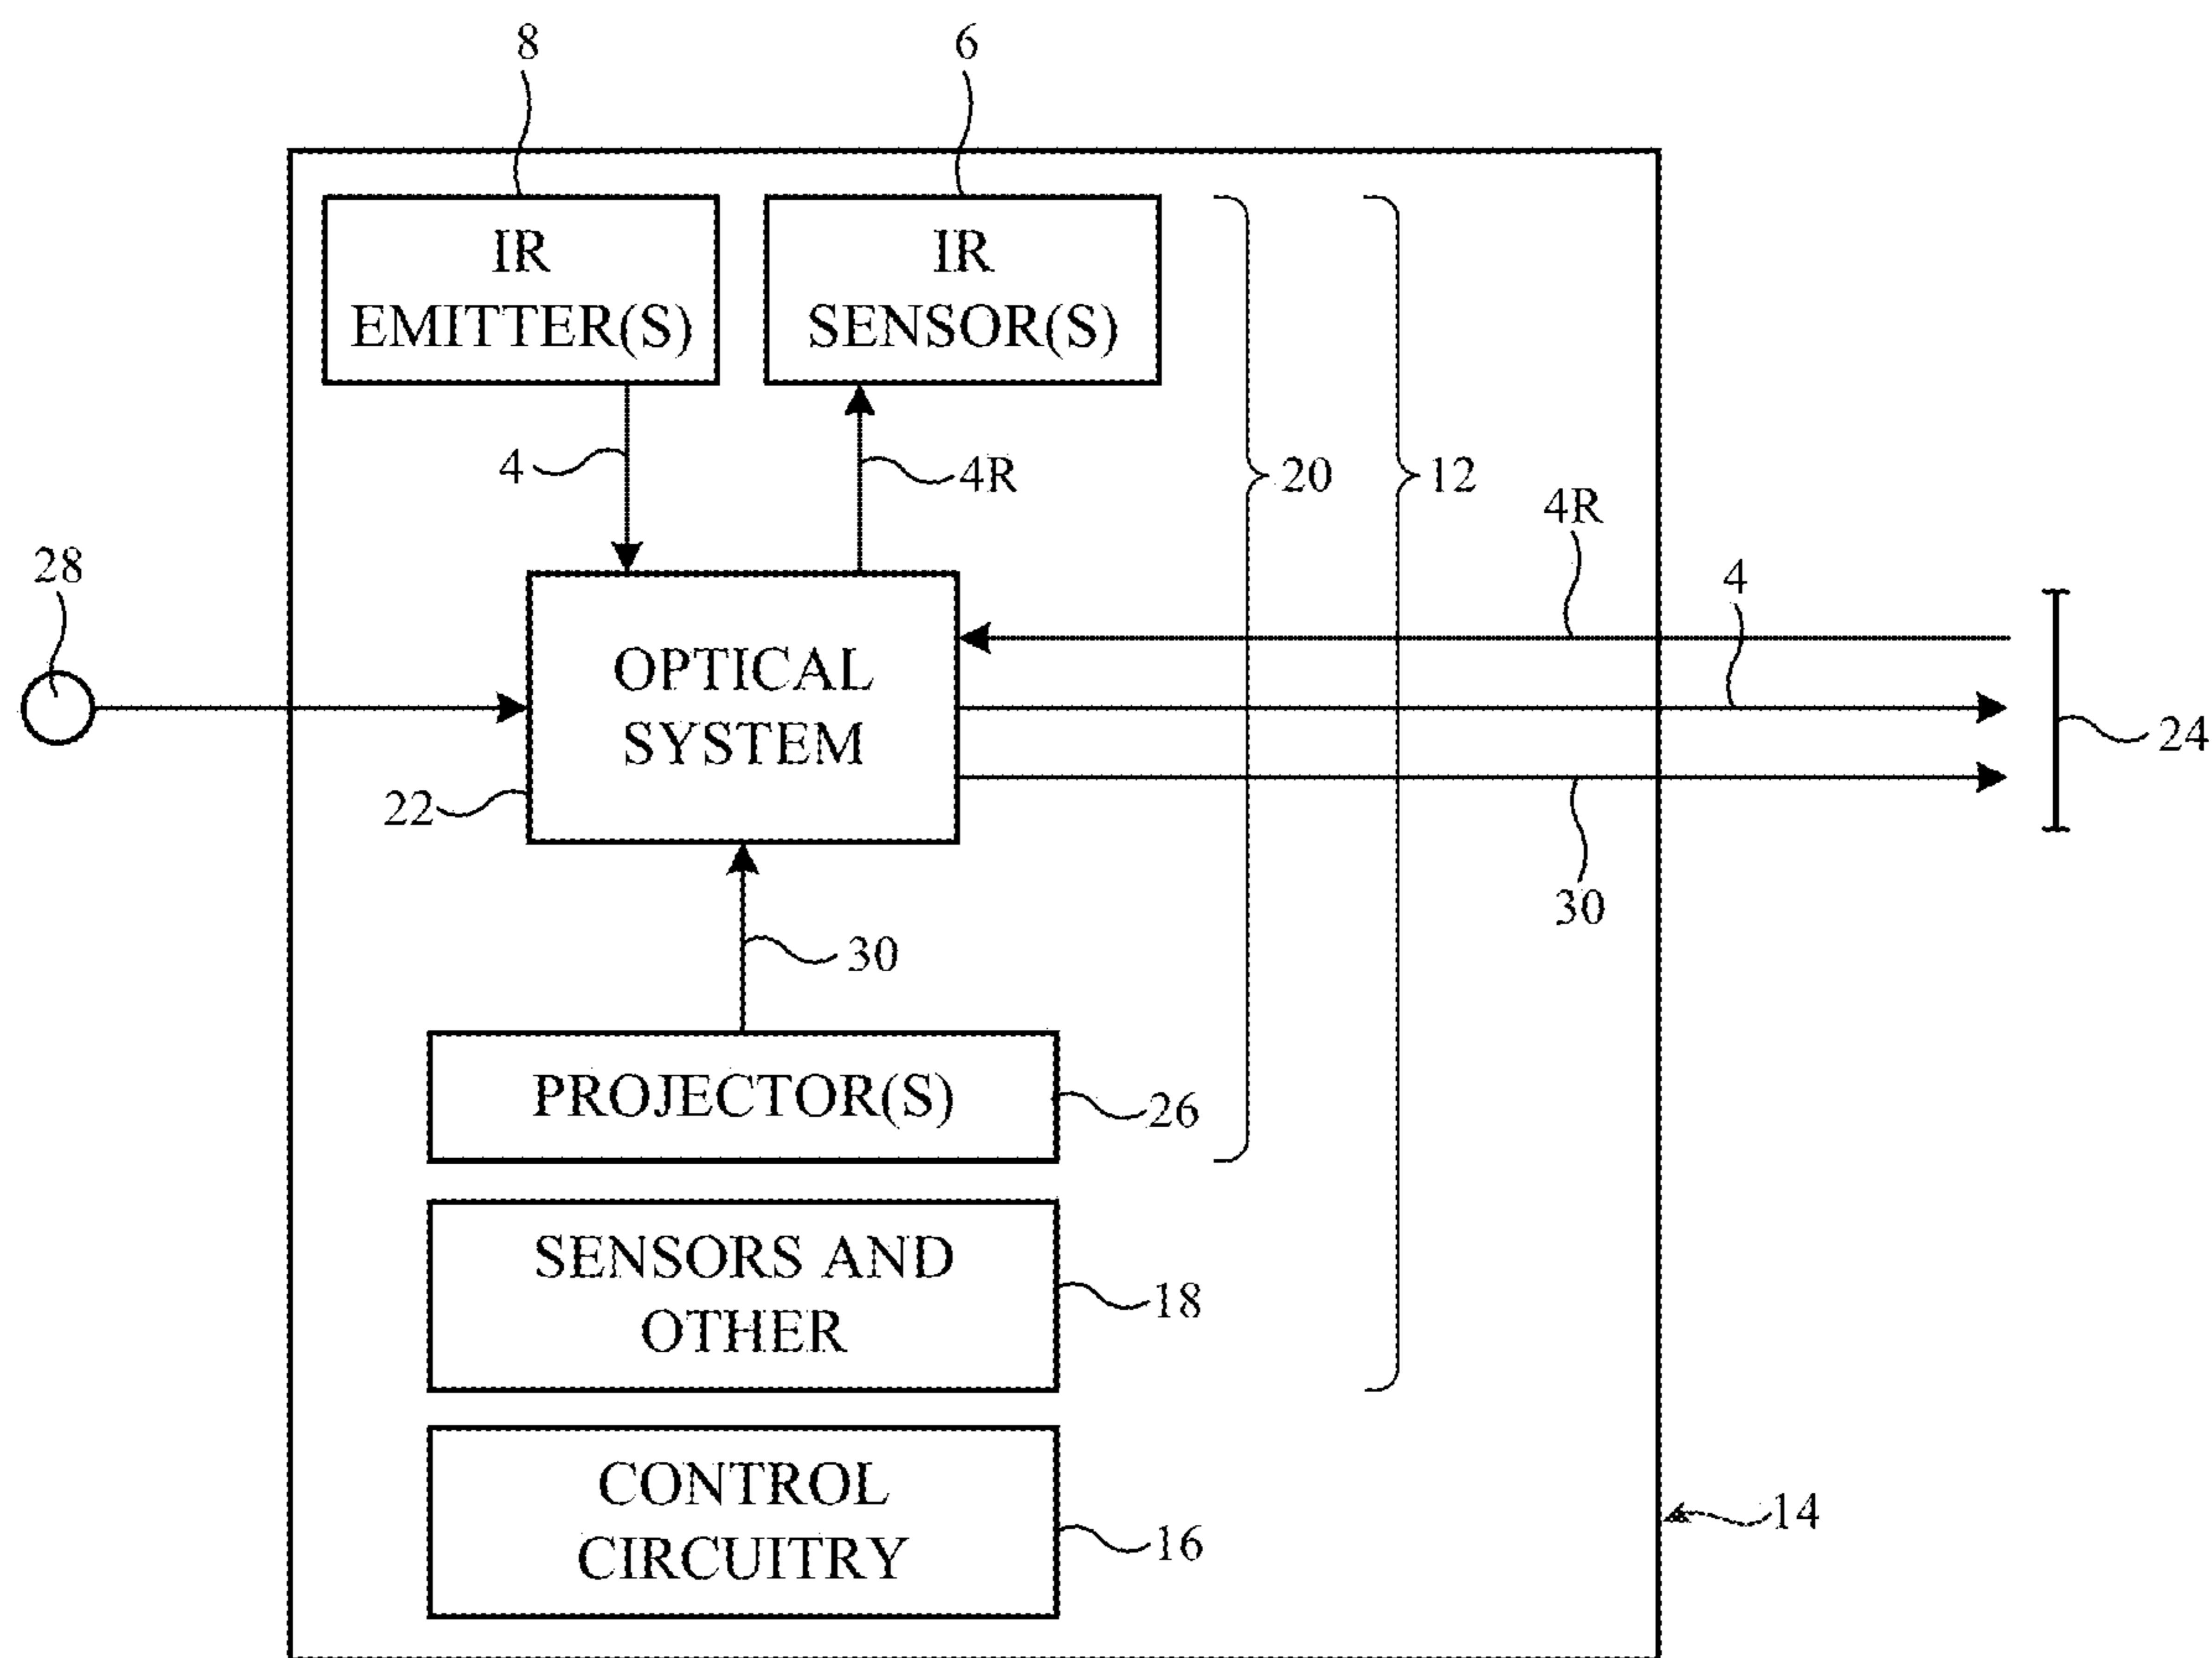 8
6
IR
EMITTER(S)
IR
SENSOR(S)
4
4R
20
12
4R
4
28
OPTICAL
SYSTEM
24
22
30
30
PROJECTOR(S)
26
SENSORS AND
OTHER
18
CONTROL
CIRCUITRY
14
16